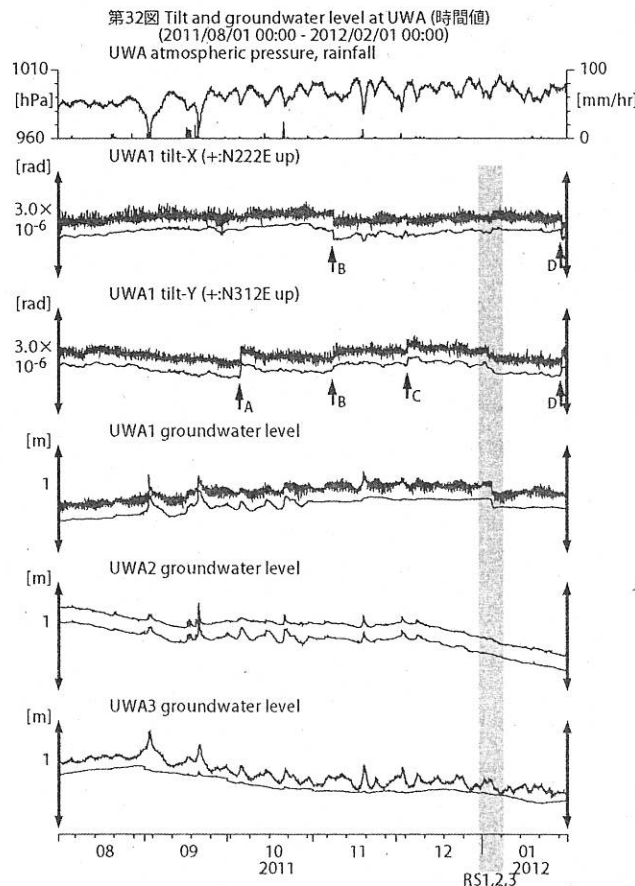 第32図 Tilt and groundwater level at UWA (時間値)
(2011/08/01 00:00 - 2012/02/01 00:00)
UWA atmospheric pressure, rainfall
1010
[hPa]
960
100
[mm/hr]
0
UWA1 tilt-X (+:N222E up)
[rad]
3.0×
10-6
B
D
UWA1 tilt-Y (+:N312E up)
[rad]
3.0×
10-6
A
B
C
D
UWA1 groundwater level
[m]
1
UWA2 groundwater level
[m]
1
UWA3 groundwater level
[m]
1
08 09 10 11 12 01
2011 2012
RS1,2,3